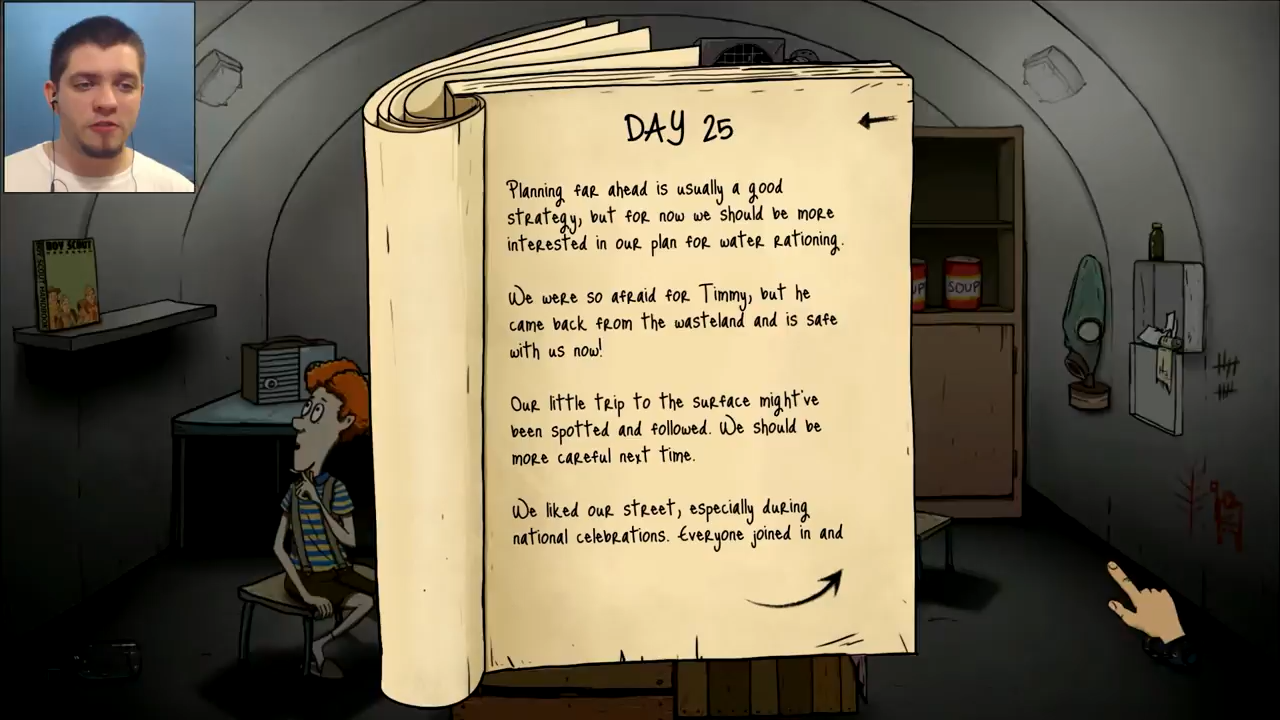 DAY 25
Planning far ahead is usually a good
strategy, but for now we should be more
interested in our plan for water rationing.
We were so afraid for Timmy, but he
came back from the wasteland and is safe
with us now!
Our little trip to the surface might've
been spotted and followed. We should be
more careful next time.
We liked our street, especially during
national celebrations. Everyone joined in and
BOY SCOUT
BOY SCOUT HANDBOOK
UP
SOUP